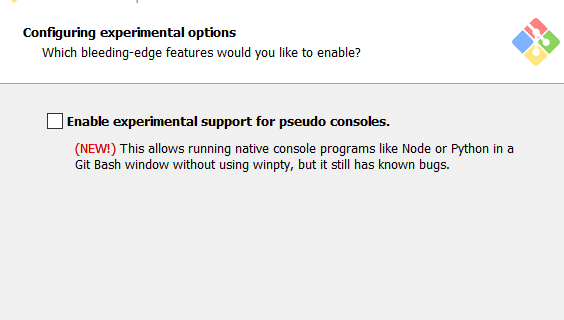 Configuring experimental options
Which bleeding-edge features would you like to enable?
Enable experimental support for pseudo consoles.
(NEW!) This allows running native console programs like Node or Python in a
Git Bash window without using winpty, but it still has known bugs.